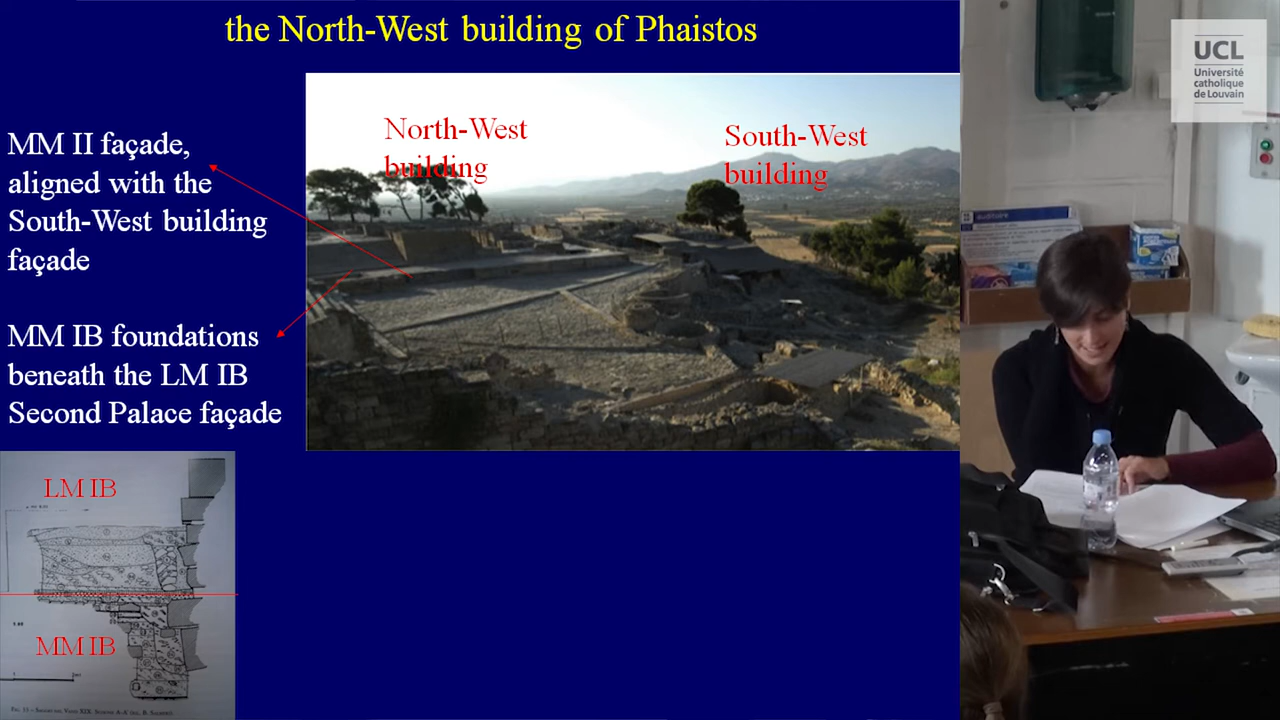 the North-West building of Phaistos
MM II façade,
aligned with the
South-West building
façade
MM IB foundations
beneath the LM IB
Second Palace façade
North-West
building
South-West
building
LM IB
MM IB
UCL
Université
catholique
de Louvain
auditoire